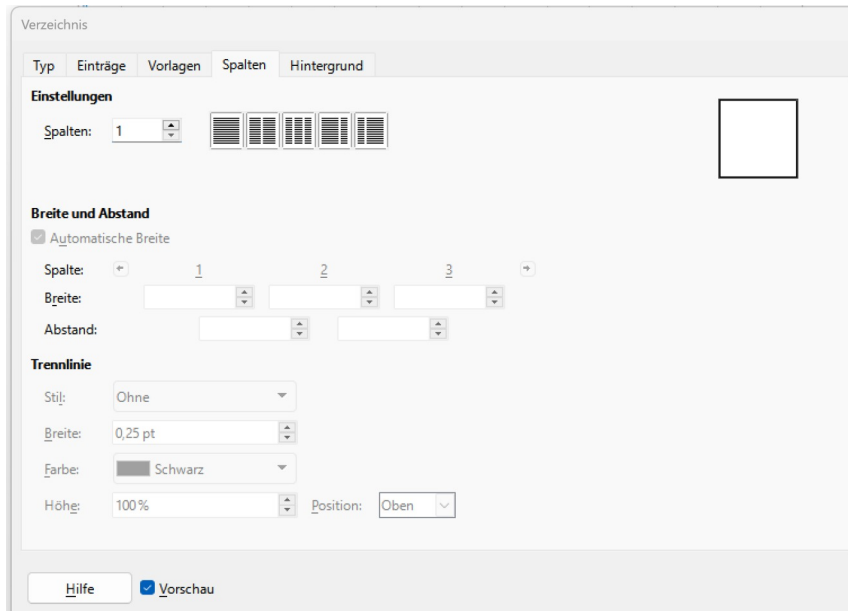 Verzeichnis
Typ Einträge Vorlagen Spalten Hintergrund
Einstellungen
Spalten: 1
Breite und Abstand
Automatische Breite
Spalte: 1 2 3
Breite:
Abstand:
Trennlinie
Stil: Ohne
Breite: 0,25 pt
Farbe: Schwarz
Höhe: 100% Position: Oben
Hilfe Vorschau